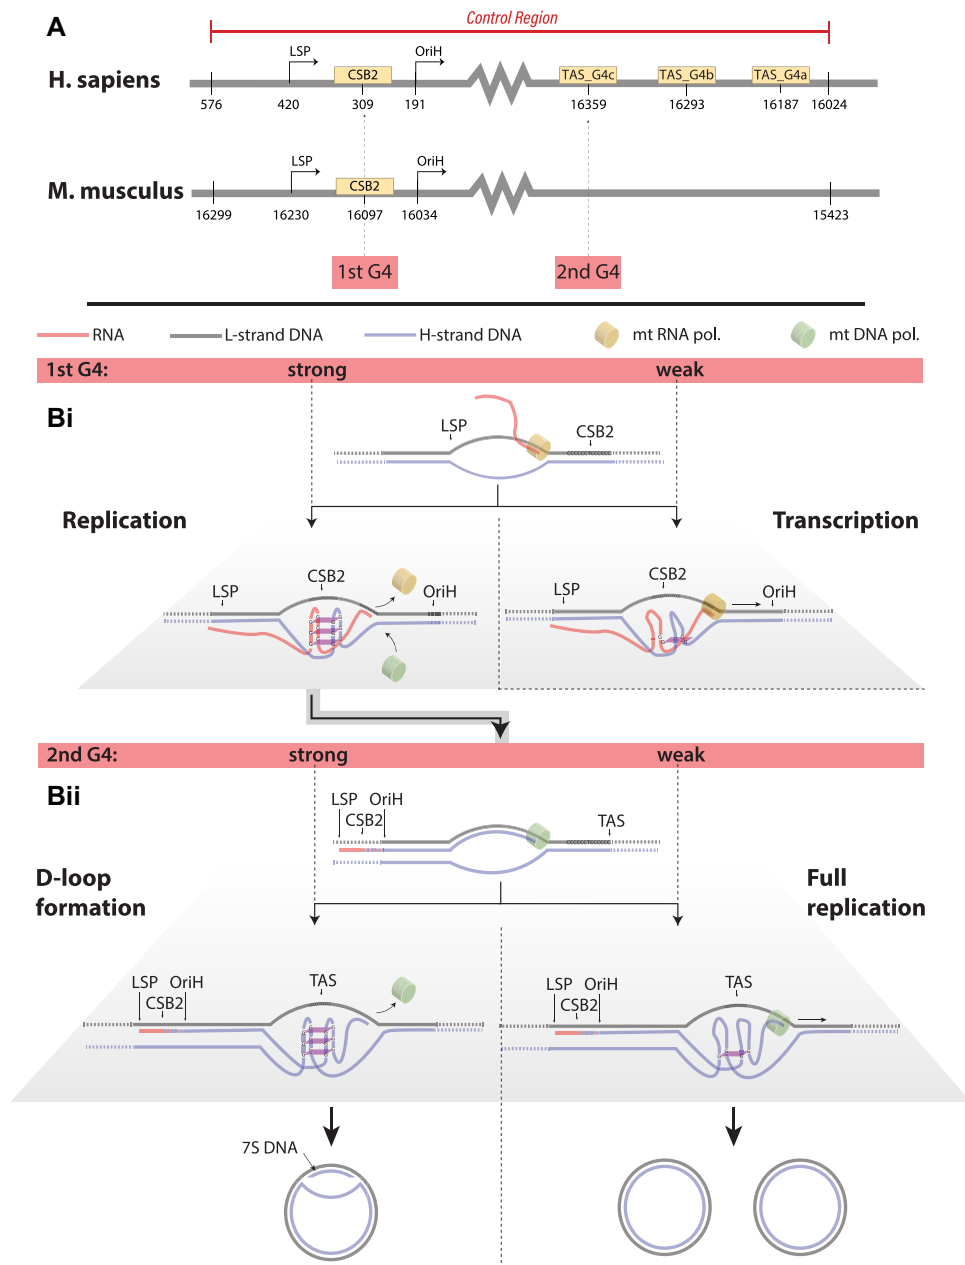 A
Control Region
H. sapiens
LSP
CSB2
OriH
TAS_G4c
TAS_G4b
TAS_G4a
576
420
309
191
16359
16293
16187
16024
M. musculus
LSP
CSB2
OriH
16299
16230
16097
16034
15423
1st G4
2nd G4
RNA
L-strand DNA
H-strand DNA
mt RNA pol.
mt DNA pol.
1st G4:
strong
weak
Bi
LSP
CSB2
CCCCCCTCCCCCC
Replication
Transcription
LSP
CSB2
OriH
LSP
CSB2
OriH
2nd G4:
strong
weak
Bii
LSP
OriH
CSB2
TAS
D-loop
formation
Full
replication
LSP
OriH
CSB2
TAS
LSP
OriH
CSB2
TAS
7S DNA